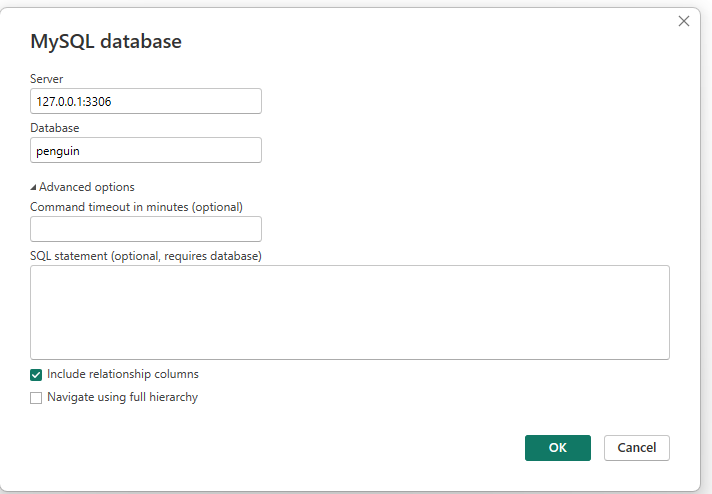 MySQL database
Server
127.0.0.1:3306
Database
penguin
Advanced options
Command timeout in minutes (optional)
SQL statement (optional, requires database)
Include relationship columns
Navigate using full hierarchy
OK
Cancel